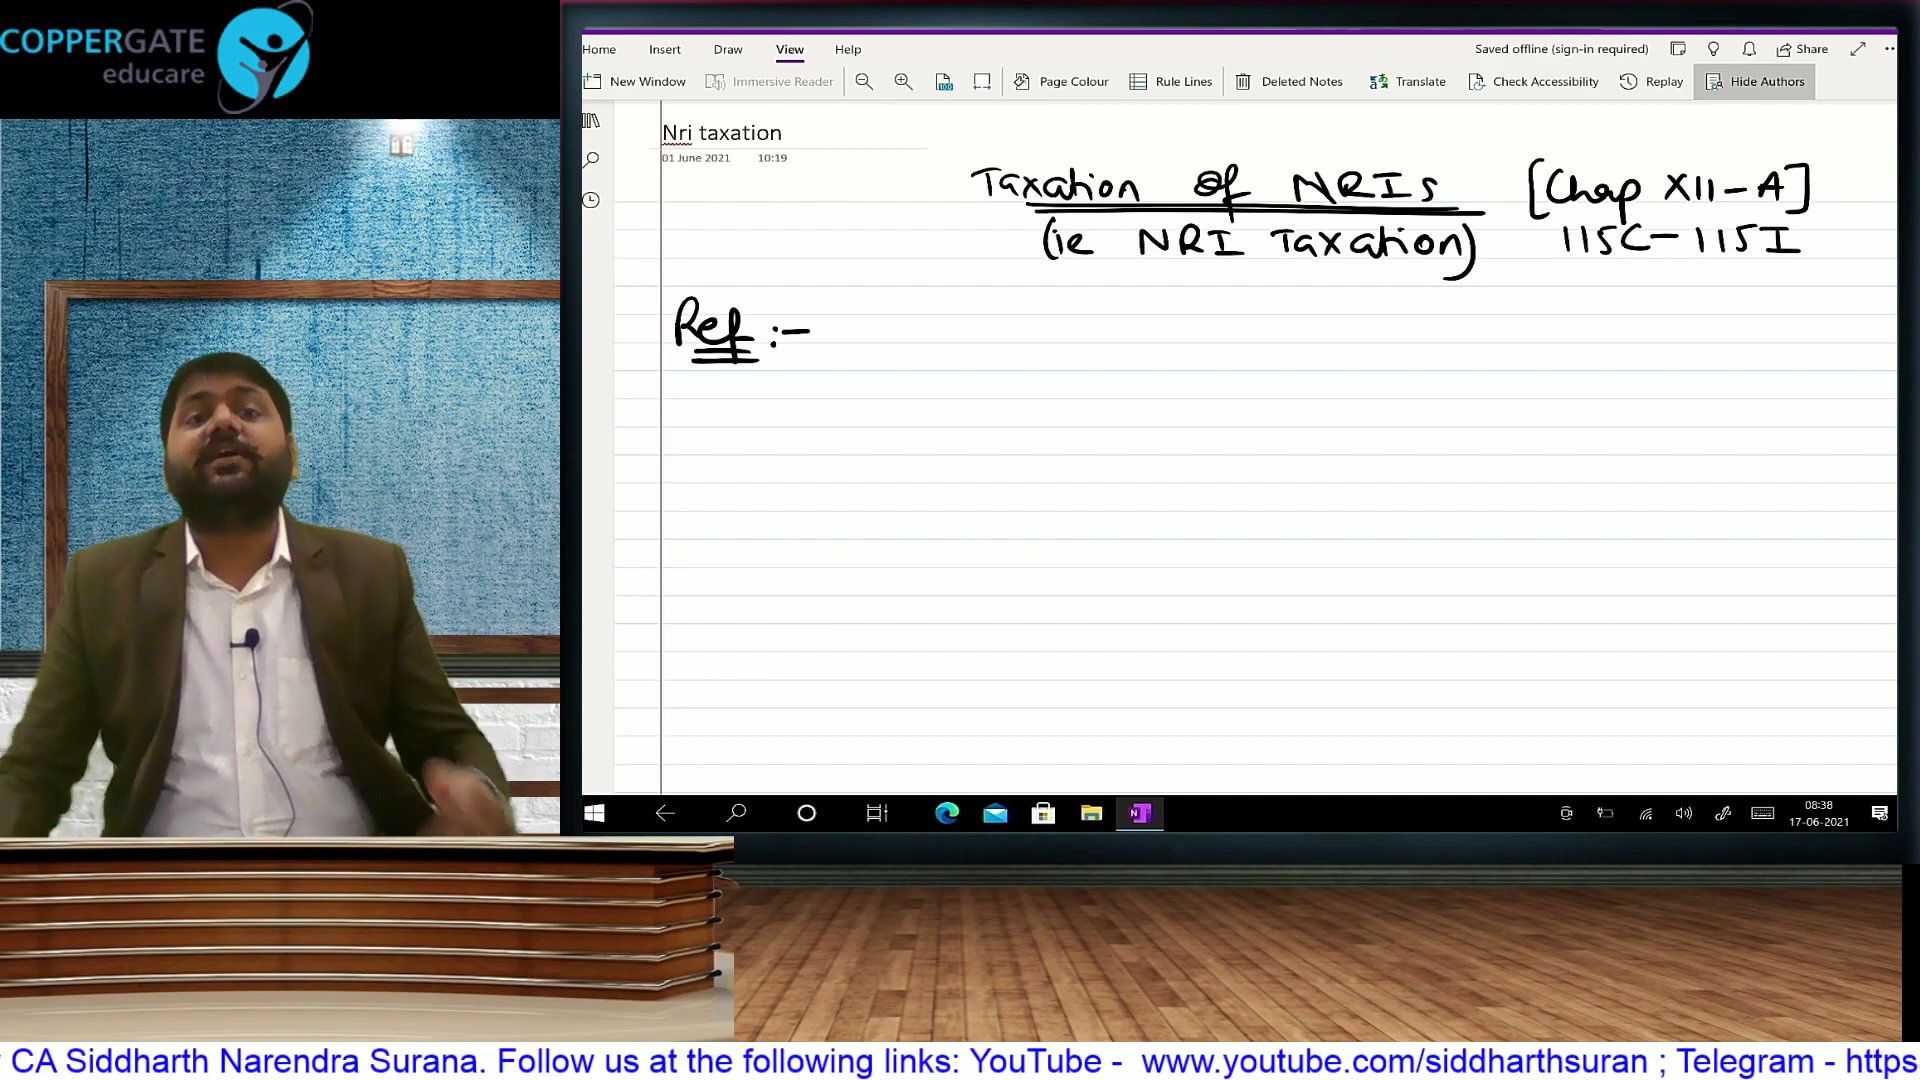 COPPERGATE
educare
Home Insert Draw View Help
Saved offline (sign-in required) Share
New Window Immersive Reader Page Colour Rule Lines Deleted Notes Translate Check Accessibility Replay Hide Authors
Nri taxation
01 June 2021 10:19
Taxation of NRIs [Chap XII-A]
(ie NRI Taxation) 115C-115I
Ref :-
08:38
17-06-2021
CA Siddharth Narendra Surana. Follow us at the following links: YouTube - www.youtube.com/siddharthsuran ; Telegram - https